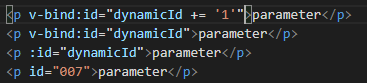 <p v-bind:id="dynamicId += '1'">parameter</p>
<p v-bind:id="dynamicId">parameter</p>
<p :id="dynamicId">parameter</p>
<p id="007">parameter</p>